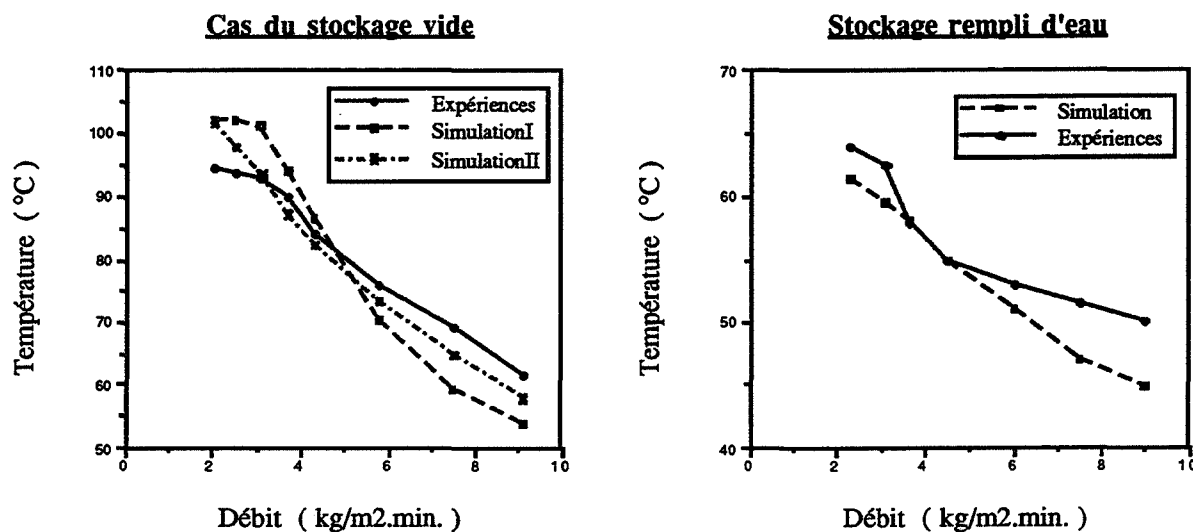 Cas du stockage vide
110
100
90
80
70
60
50
0
2
4
6
8
10
Température ( °C )
Débit ( kg/m2.min. )
Expériences
SimulationI
SimulationII
Stockage rempli d'eau
70
60
50
40
0
2
4
6
8
10
Température ( °C )
Débit ( kg/m2.min. )
Simulation
Expériences